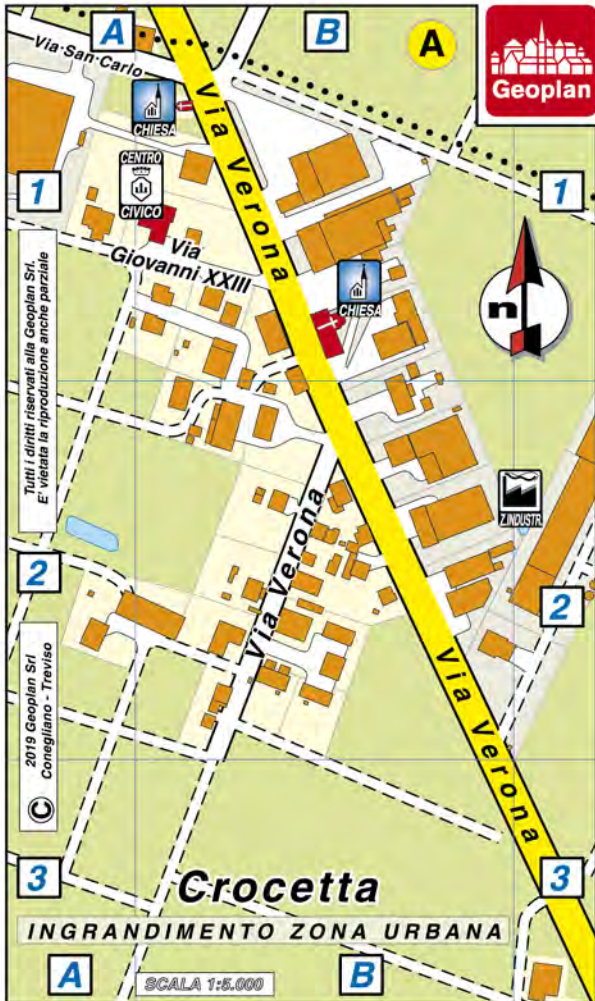 A
B
A
Geoplan
Via San Carlo
CHIESA
Via Verona
CENTRO
CIVICO
1
1
Via
Giovanni XXIII
CHIESA
n
Tutti i diritti riservati alla Geoplan Srl.
E' vietata la riproduzione anche parziale
Z.INDUSTR.
Via Verona
2
2
Via Verona
© 2019 Geoplan Srl
Conegliano - Treviso
3
3
Crocetta
INGRANDIMENTO ZONA URBANA
A
SCALA 1:5.000
B